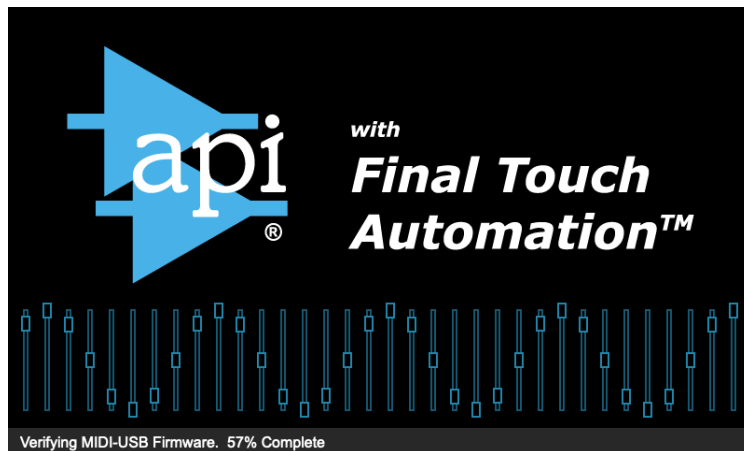 api
®
with
Final Touch
Automation™
Verifying MIDI-USB Firmware.  57% Complete